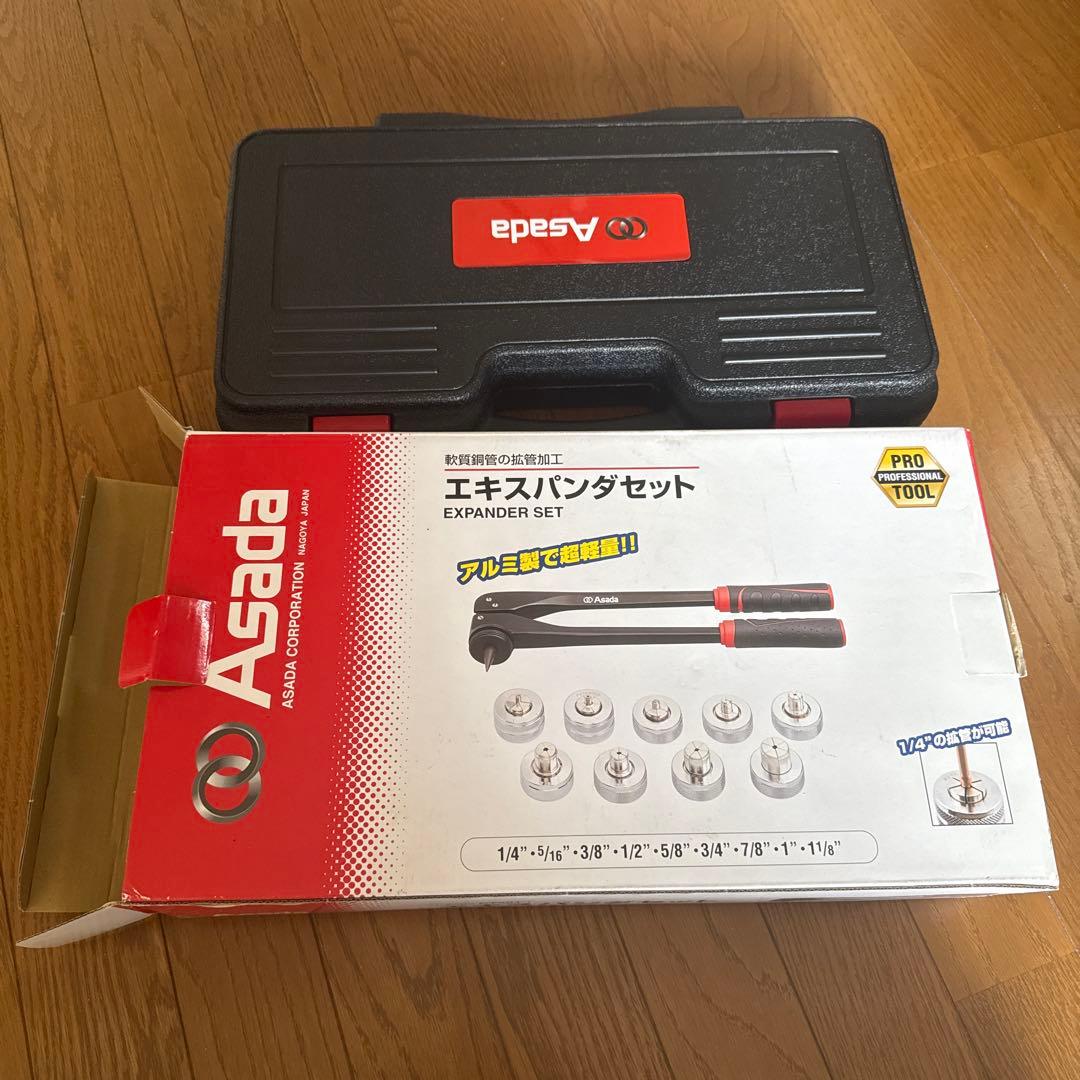 Asada
軟質銅管の拡管加工
エキスパンダセット
EXPANDER SET
PRO
PROFESSIONAL
TOOL
アルミ製で超軽量!!
Asada
Asada
ASADA CORPORATION NAGOYA JAPAN
1/4”の拡管が可能
1/4”・5/16”・3/8”・1/2”・5/8”・3/4”・7/8”・1”・11/8”